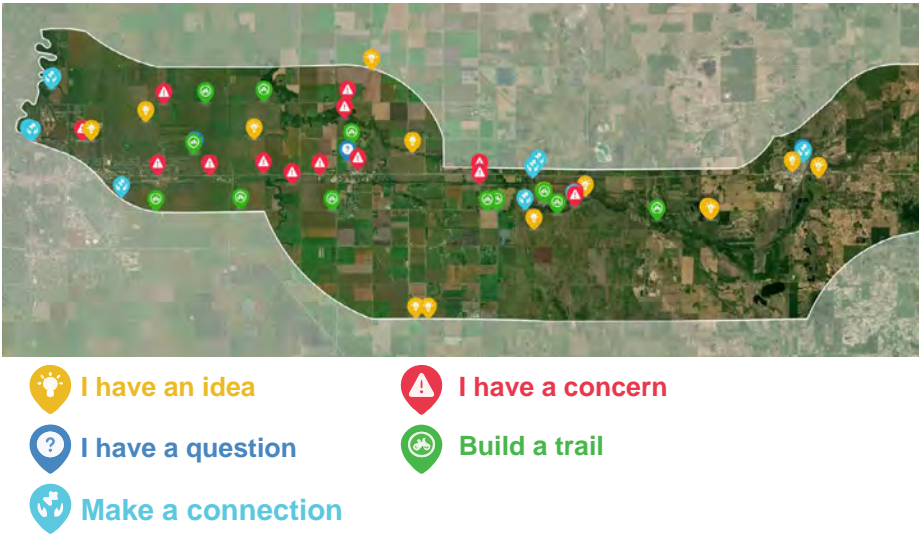 I have an idea
I have a concern
I have a question
Build a trail
Make a connection